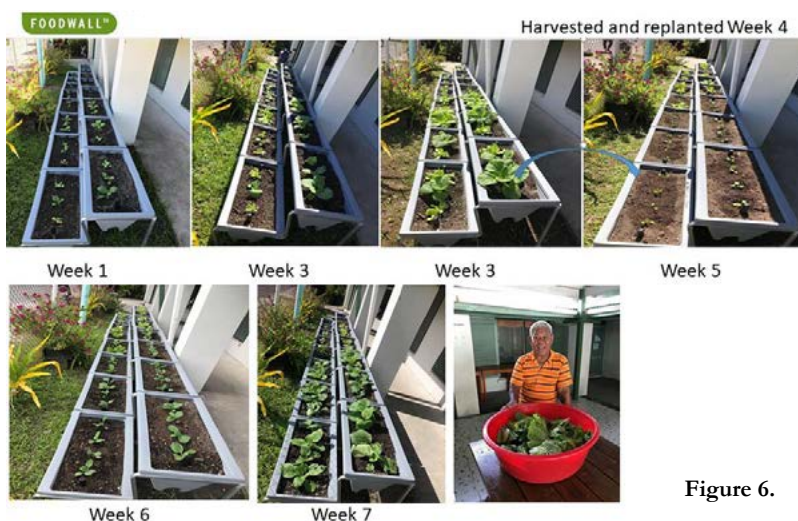 FOODWALL™
Harvested and replanted Week 4
Week 1
Week 3
Week 3
Week 5
Week 6
Week 7
Figure 6.